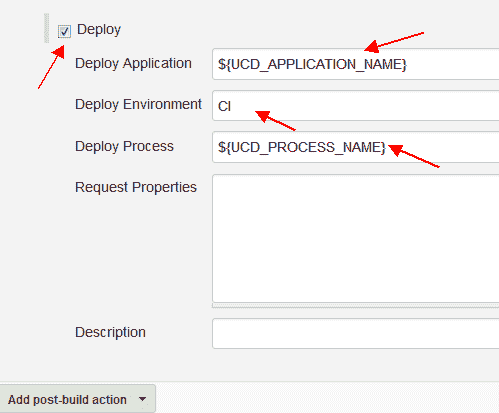 Deploy
Deploy Application ${UCD_APPLICATION_NAME}
Deploy Environment CI
Deploy Process ${UCD_PROCESS_NAME}
Request Properties
Description
Add post-build action